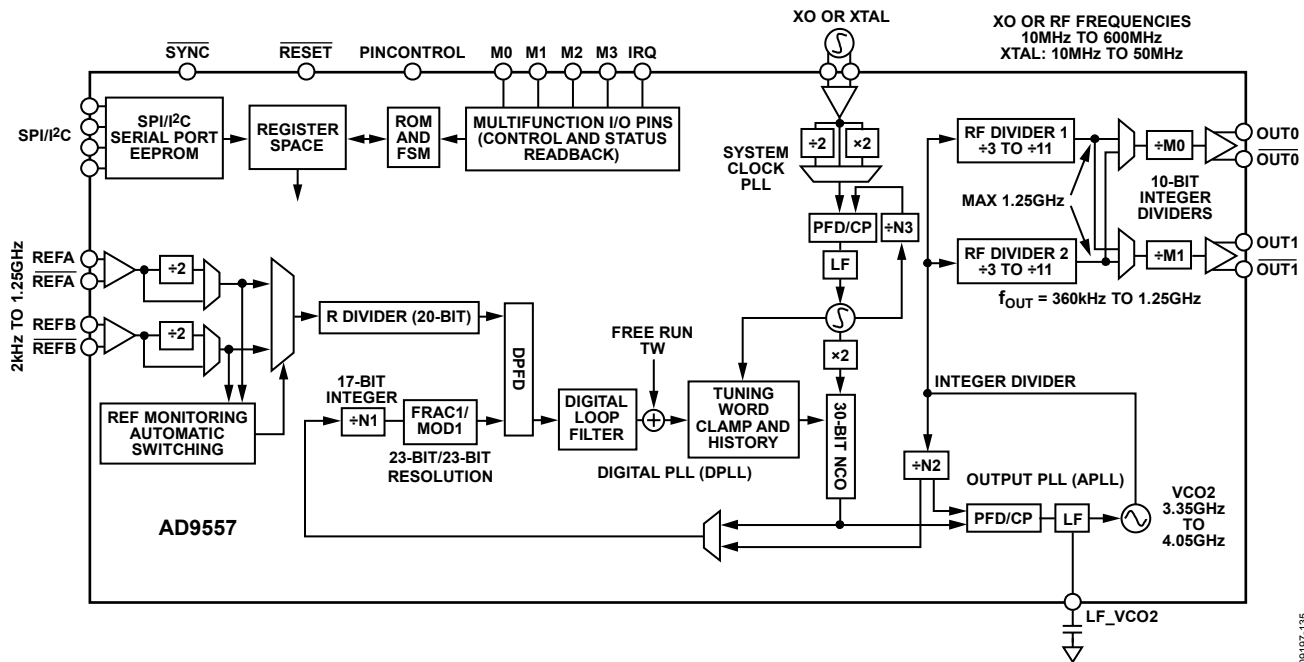 XO OR XTAL
XO OR RF FREQUENCIES
10MHz TO 600MHz
XTAL: 10MHz TO 50MHz
SYNC
RESET
PINCONTROL
M0
M1
M2
M3
IRQ
SPI/I²C
SPI/I²C
SERIAL PORT
EEPROM
REGISTER
SPACE
ROM
AND
FSM
MULTIFUNCTION I/O PINS
(CONTROL AND STATUS
READBACK)
SYSTEM
CLOCK
PLL
÷2
×2
PFD/CP
÷N3
LF
×2
RF DIVIDER 1
÷3 TO ÷11
MAX 1.25GHz
RF DIVIDER 2
÷3 TO ÷11
÷M0
10-BIT
INTEGER
DIVIDERS
÷M1
OUT0
OUT0
OUT1
OUT1
fOUT = 360kHz TO 1.25GHz
2kHz TO 1.25GHz
REFA
REFA
REFB
REFB
÷2
÷2
REF MONITORING
AUTOMATIC
SWITCHING
R DIVIDER (20-BIT)
17-BIT
INTEGER
÷N1
FRAC1/
MOD1
23-BIT/23-BIT
RESOLUTION
DPFD
DIGITAL
LOOP
FILTER
FREE RUN
TW
TUNING
WORD
CLAMP AND
HISTORY
DIGITAL PLL (DPLL)
30-BIT NCO
INTEGER DIVIDER
÷N2
OUTPUT PLL (APLL)
PFD/CP
LF
VCO2
3.35GHz
TO
4.05GHz
AD9557
LF_VCO2
09197-135